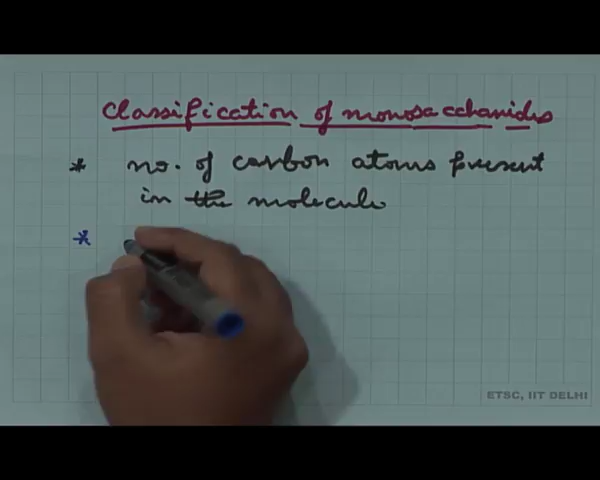 Classification of monosaccharides
* no. of carbon atoms present
in the molecule
*
ETSC, IIT DELHI